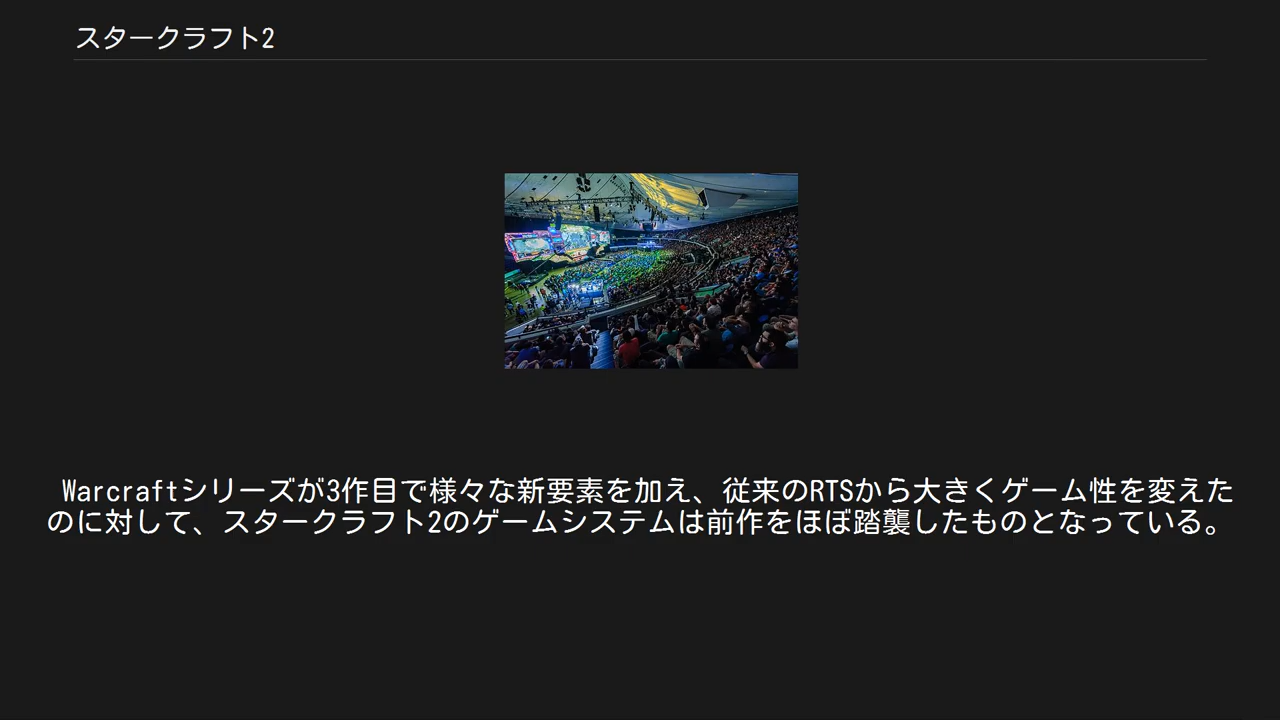 スタークラフト2
Warcraftシリーズが3作目で様々な新要素を加え、従来のRTSから大きくゲーム性を変えた
のに対して、スタークラフト2のゲームシステムは前作をほぼ踏襲したものとなっている。